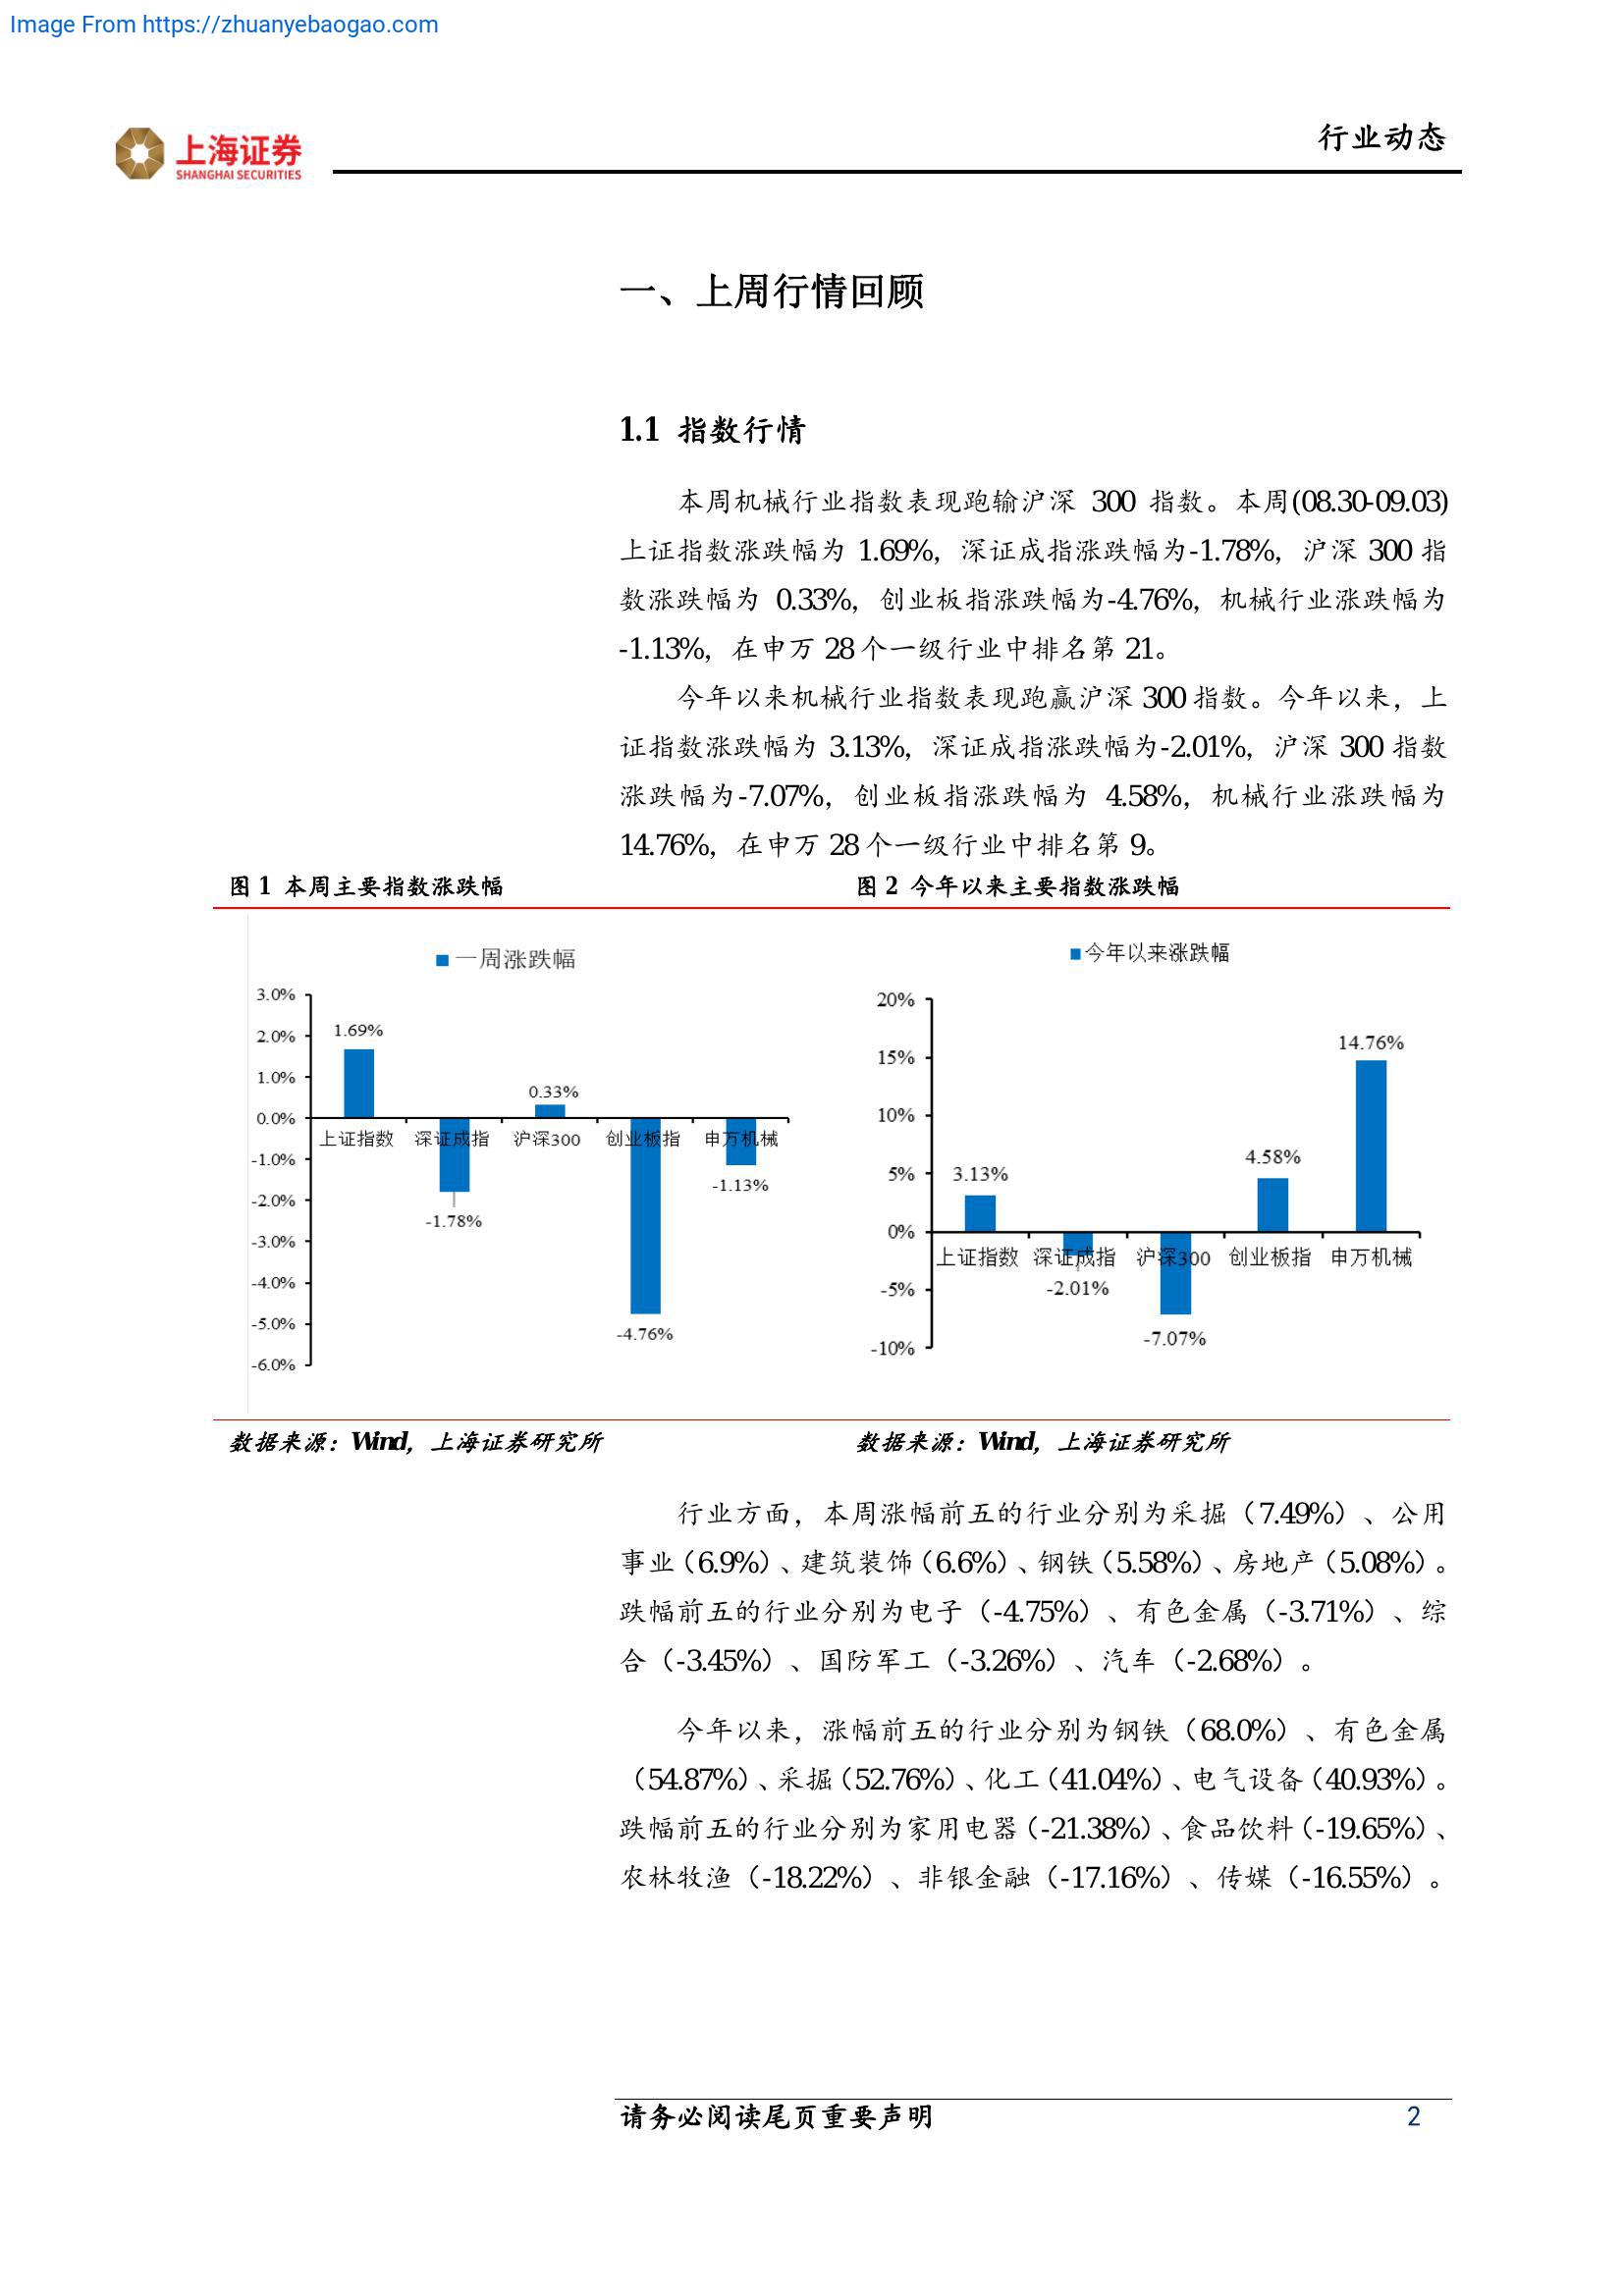 Image From https://zhuanyebaogao.com
上海证券
SHANGHAI SECURITIES
行业动态
一、上周行情回顾
1.1 指数行情
本周机械行业指数表现跑输沪深 300 指数。本周(08.30-09.03)
上证指数涨跌幅为 1.69%，深证成指涨跌幅为-1.78%，沪深 300 指
数涨跌幅为 0.33%，创业板指涨跌幅为-4.76%，机械行业涨跌幅为
-1.13%，在申万 28 个一级行业中排名第 21。
今年以来机械行业指数表现跑赢沪深 300 指数。今年以来，上
证指数涨跌幅为 3.13%，深证成指涨跌幅为-2.01%，沪深 300 指数
涨跌幅为-7.07%，创业板指涨跌幅为 4.58%，机械行业涨跌幅为
14.76%，在申万 28 个一级行业中排名第 9。
图 1 本周主要指数涨跌幅
一周涨跌幅
3.0%
2.0%
1.0%
0.0%
-1.0%
-2.0%
-3.0%
-4.0%
-5.0%
-6.0%
1.69%
-1.78%
0.33%
-4.76%
-1.13%
上证指数 深证成指 沪深300 创业板指 申万机械
数据来源：Wind，上海证券研究所
图 2 今年以来主要指数涨跌幅
今年以来涨跌幅
20%
15%
10%
5%
0%
-5%
-10%
3.13%
-2.01%
-7.07%
4.58%
14.76%
上证指数 深证成指 沪深300 创业板指 申万机械
数据来源：Wind，上海证券研究所
行业方面，本周涨幅前五的行业分别为采掘（7.49%）、公用
事业（6.9%）、建筑装饰（6.6%）、钢铁（5.58%）、房地产（5.08%）。
跌幅前五的行业分别为电子（-4.75%）、有色金属（-3.71%）、综
合（-3.45%）、国防军工（-3.26%）、汽车（-2.68%）。
今年以来，涨幅前五的行业分别为钢铁（68.0%）、有色金属
（54.87%）、采掘（52.76%）、化工（41.04%）、电气设备（40.93%）。
跌幅前五的行业分别为家用电器（-21.38%）、食品饮料（-19.65%）、
农林牧渔（-18.22%）、非银金融（-17.16%）、传媒（-16.55%）。
请务必阅读尾页重要声明
2